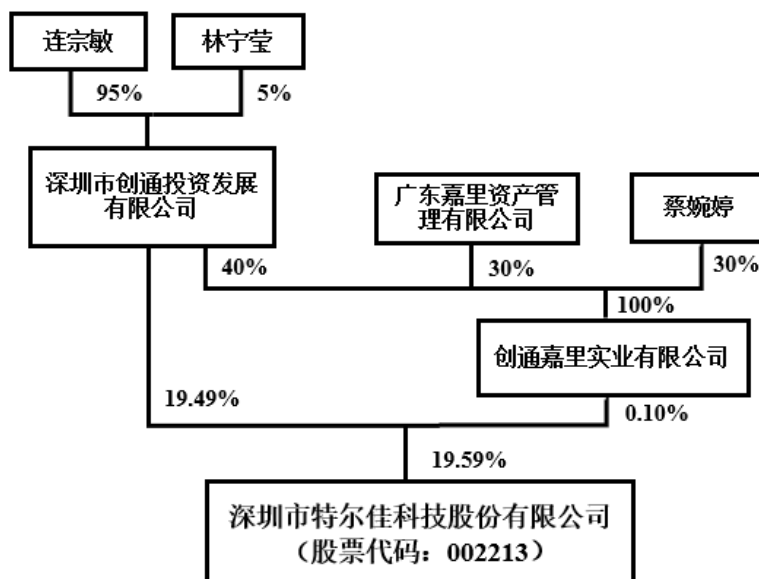 连宗敏
林宁莹
95%
5%
深圳市创通投资发展
有限公司
广东嘉里资产管
理有限公司
蔡婉婷
40%
30%
30%
100%
创通嘉里实业有限公司
19.49%
0.10%
19.59%
深圳市特尔佳科技股份有限公司
（股票代码：002213）